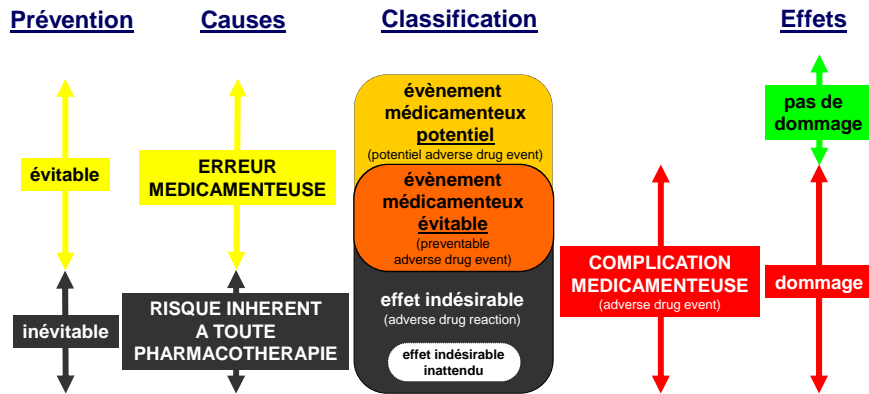 Prévention
Causes
Classification
Effets
évitable
inévitable
ERREUR
MEDICAMENTEUSE
RISQUE INHERENT
A TOUTE
PHARMACOTHERAPIE
évènement
médicamenteux
potentiel
(potentiel adverse drug event)
évènement
médicamenteux
évitable
(preventable
adverse drug event)
effet indésirable
(adverse drug reaction)
effet indésirable
inattendu
COMPLICATION
MEDICAMENTEUSE
(adverse drug event)
pas de
dommage
dommage